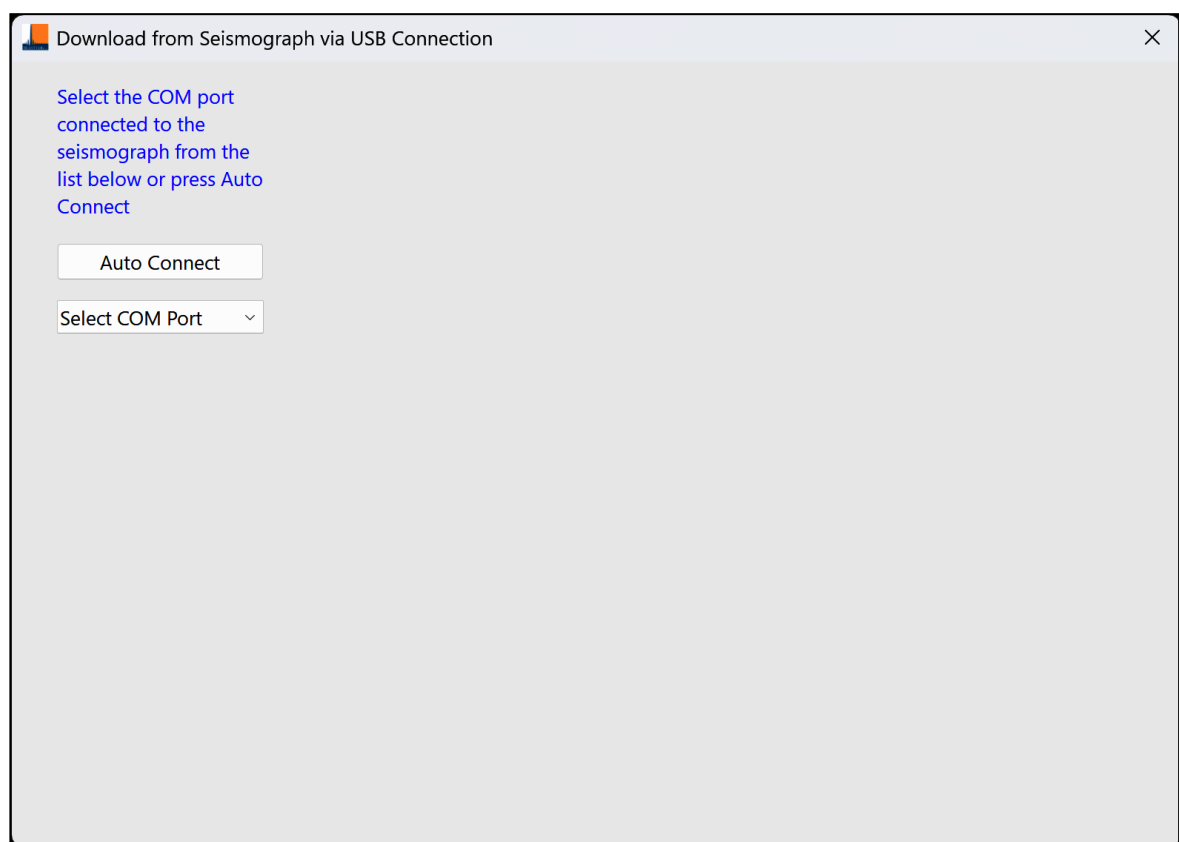 Download from Seismograph via USB Connection
Select the COM port
connected to the
seismograph from the
list below or press Auto
Connect
Auto Connect
Select COM Port